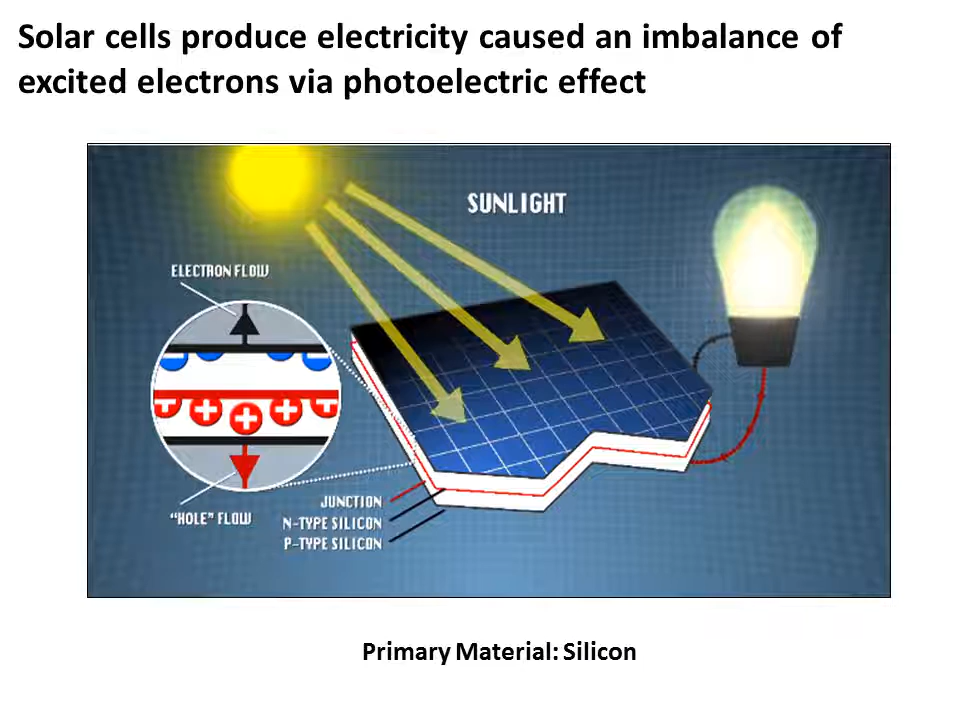 Solar cells produce electricity caused an imbalance of
excited electrons via photoelectric effect
SUNLIGHT
ELECTRON FLOW
"HOLE" FLOW
JUNCTION
N-TYPE SILICON
P-TYPE SILICON
Primary Material: Silicon